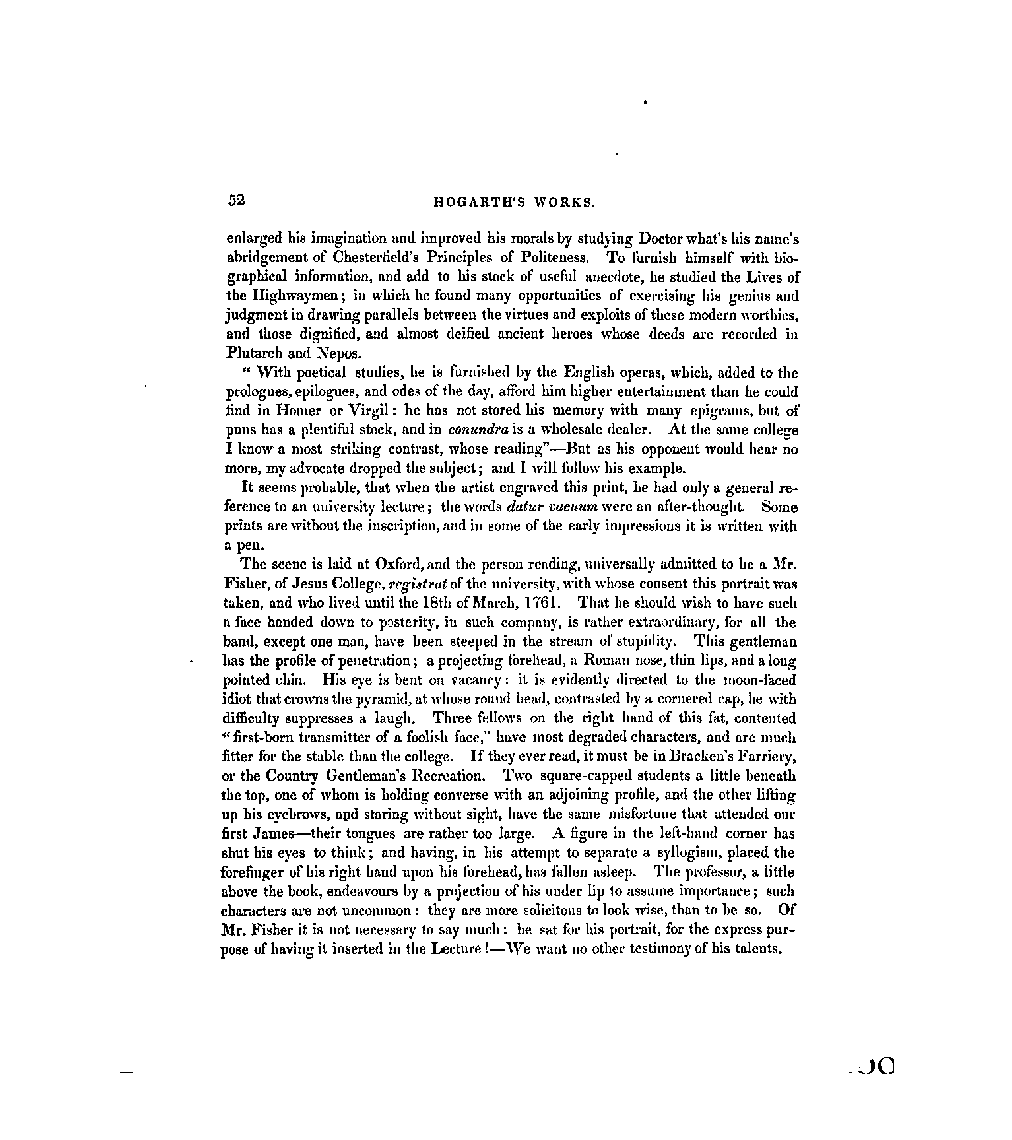 52 HOGARTH'S WORKS.
enlarged his imagination and improved his morals by studying Doctor what's his name's
abridgement of Chesterfield's Principles of Politeness. To furnish himself with bio-
graphical information, and add to his stock of useful anecdote, he studied the Lives of
the Highwaymen; in which he found many opportunities of exercising his genius and
judgment in drawing parallels between the virtues and exploits of these modern worthies,
and those dignified, and almost deified ancient heroes whose deeds are recorded in
Plutarch and Nepos.
" With poetical studies, he is furnished by the English operas, which, added to the
prologues, epilogues, and odes of the day, afford him higher entertainment than he could
find in Homer or Virgil: he has not stored his memory with many epigrams, but of
puns has a plentiful stock, and in conundra is a wholesale dealer. At the same college
I know a most striking contrast, whose reading"—But as his opponent would hear no
more, my advocate dropped the subject; and I will follow his example.
It seems probable, that when the artist engraved this print, he had only a general re-
ference to an university lecture; the words datur vacuum were an after-thought. Some
prints are without the inscription, and in some of the early impressions it is written with
a pen.
The scene is laid at Oxford, and the person reading, universally admitted to be a Mr.
Fisher, of Jesus College, registrat of the university, with whose consent this portrait was
taken, and who lived until the 18th of March, 1761. That he should wish to have such
a face handed down to posterity, in such company, is rather extraordinary, for all the
band, except one man, have been steeped in the stream of stupidity. This gentleman
has the profile of penetration; a projecting forehead, a Roman nose, thin lips, and a long
pointed chin. His eye is bent on vacancy: it is evidently directed to the moon-faced
idiot that crowns the pyramid, at whose round head, contrasted by a cornered cap, he with
difficulty suppresses a laugh. Three fellows on the right hand of this fat, contented
"first-born transmitter of a foolish face," have most degraded characters, and are much
fitter for the stable than the college. If they ever read, it must be in Bracken's Farriery,
or the Country Gentleman's Recreation. Two square-capped students a little beneath
the top, one of whom is holding converse with an adjoining profile, and the other lifting
up his eyebrows, and staring without sight, have the same misfortune that attended our
first James—their tongues are rather too large. A figure in the left-hand corner has
shut his eyes to think; and having, in his attempt to separate a syllogism, placed the
forefinger of his right hand upon his forehead, has fallen asleep. The professor, a little
above the book, endeavours by a projection of his under lip to assume importance; such
characters are not uncommon: they are more solicitous to look wise, than to be so. Of
Mr. Fisher it is not necessary to say much: he sat for his portrait, for the express pur-
pose of having it inserted in the Lecture!—We want no other testimony of his talents.